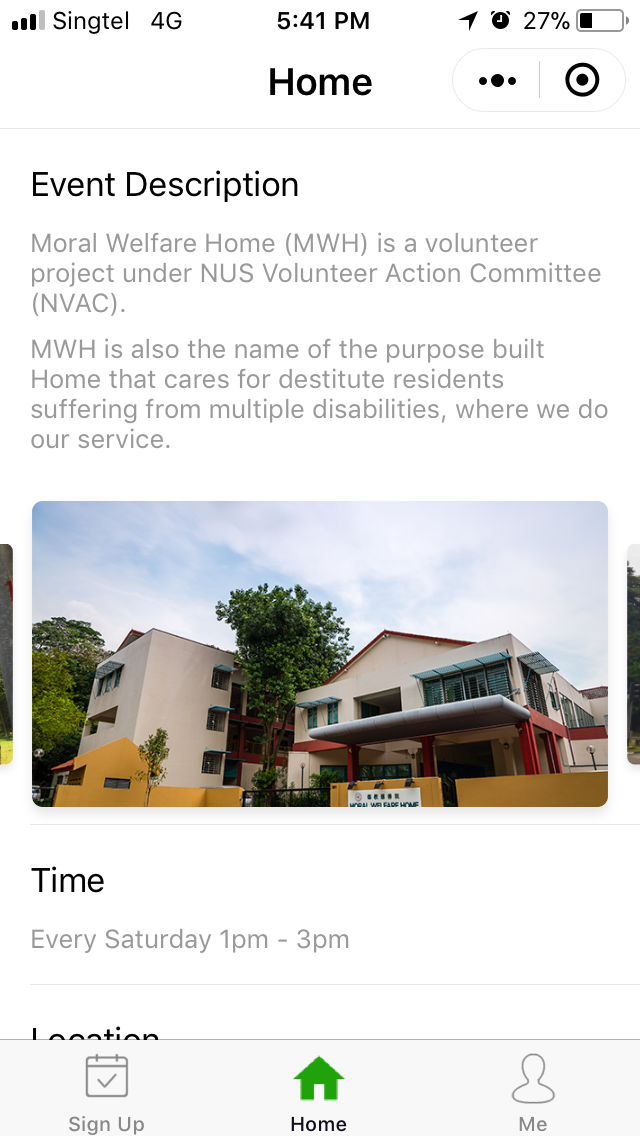 Singtel 4G 5:41 PM 27%
Home
Event Description
Moral Welfare Home (MWH) is a volunteer
project under NUS Volunteer Action Committee
(NVAC).
MWH is also the name of the purpose built
Home that cares for destitute residents
suffering from multiple disabilities, where we do
our service.
MORAL WELFARE HOME
Time
Every Saturday 1pm - 3pm
Location
Sign Up Home Me